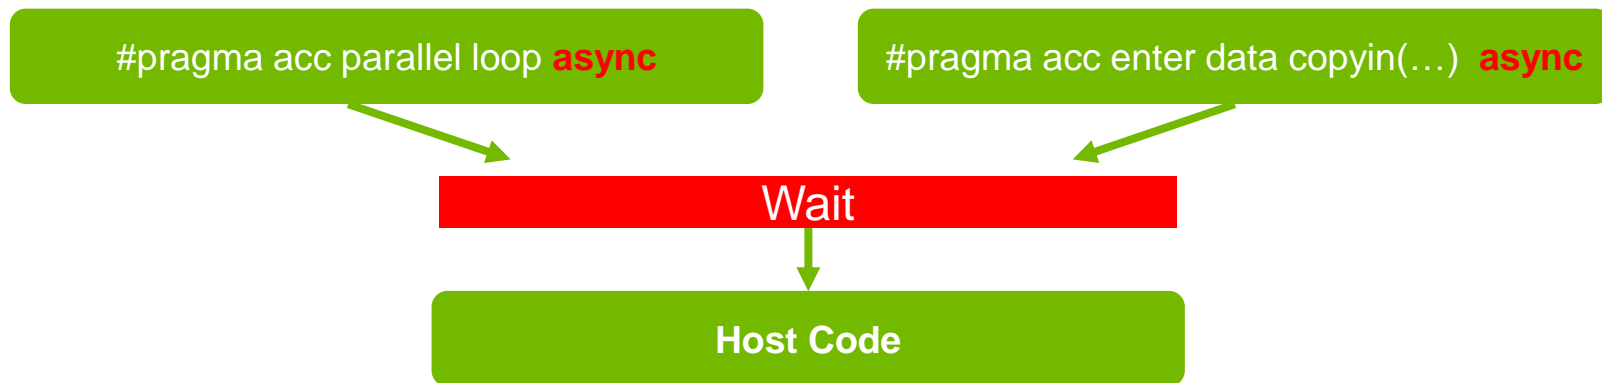 #pragma acc parallel loop async
#pragma acc enter data copyin(…)  async
Wait
Host Code